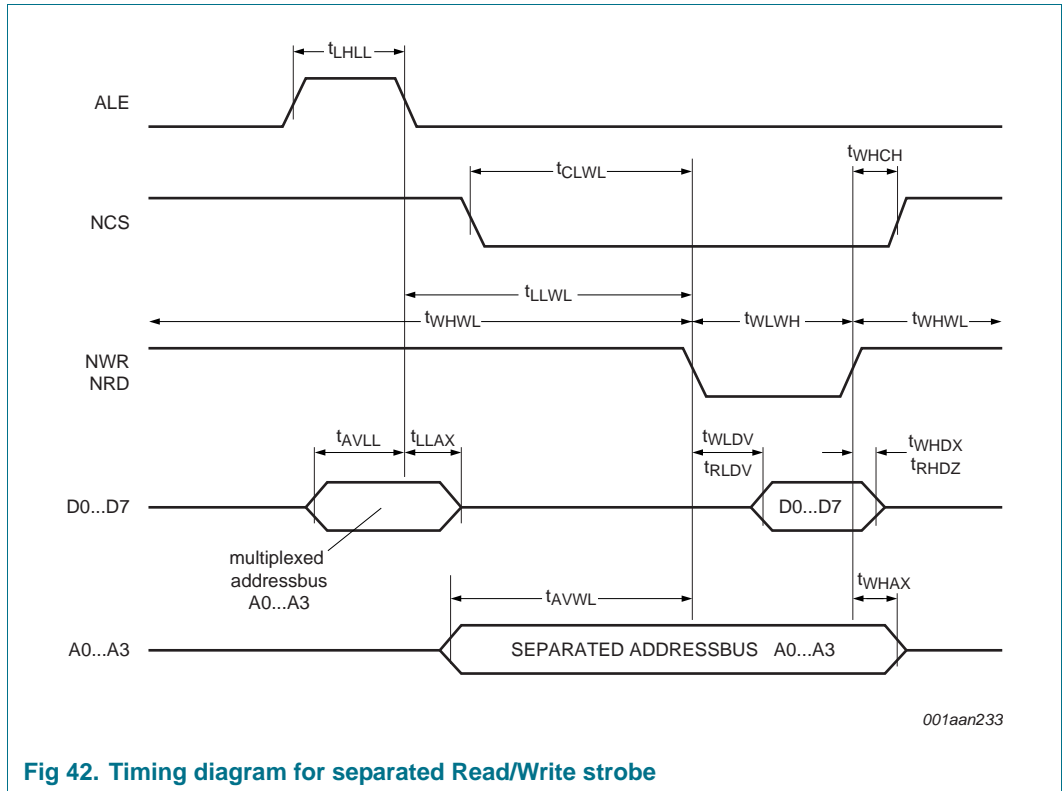 tLHLL
ALE
tCLWL
tWHCH
NCS
tLLWL
tWHWL
tWLWH
tWHWL
NWR
NRD
tAVLL
tLLAX
tWLDV
tRLDV
tWHDX
tRHDZ
D0...D7
D0...D7
multiplexed
addressbus
A0...A3
tAVWL
tWHAX
A0...A3
SEPARATED ADDRESSBUS A0...A3
001aan233
Fig 42. Timing diagram for separated Read/Write strobe